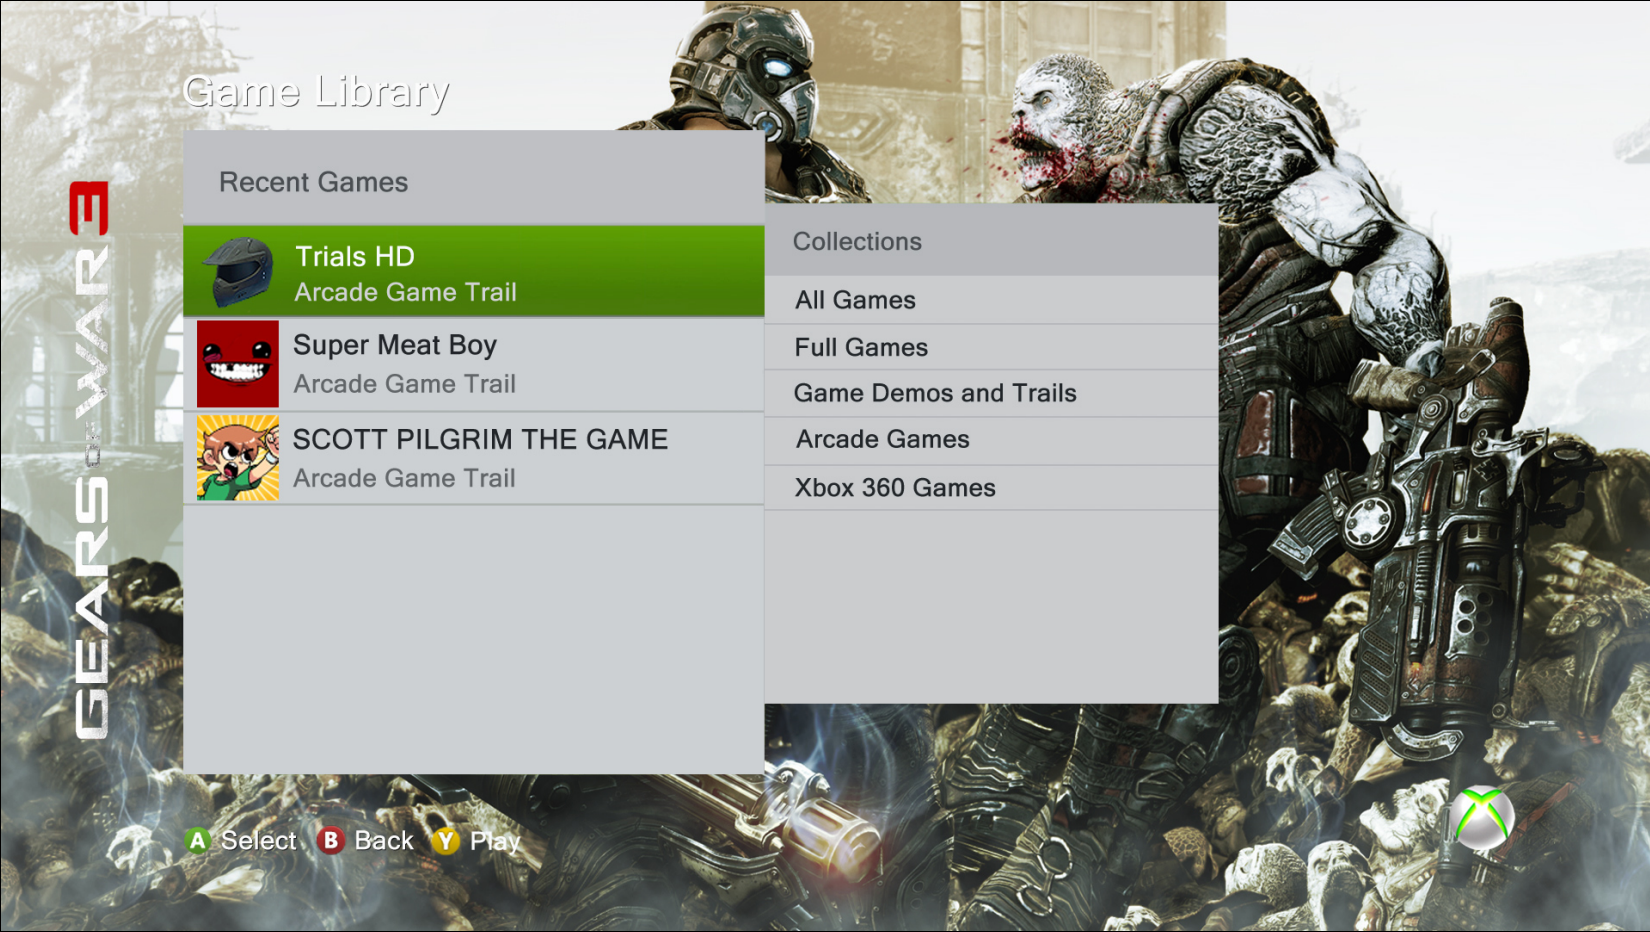 Game Library
GEARS OF WAR 3
Recent Games
Trials HD
Arcade Game Trail
Super Meat Boy
Arcade Game Trail
SCOTT PILGRIM THE GAME
Arcade Game Trail
Collections
All Games
Full Games
Game Demos and Trails
Arcade Games
Xbox 360 Games
A Select B Back Y Play